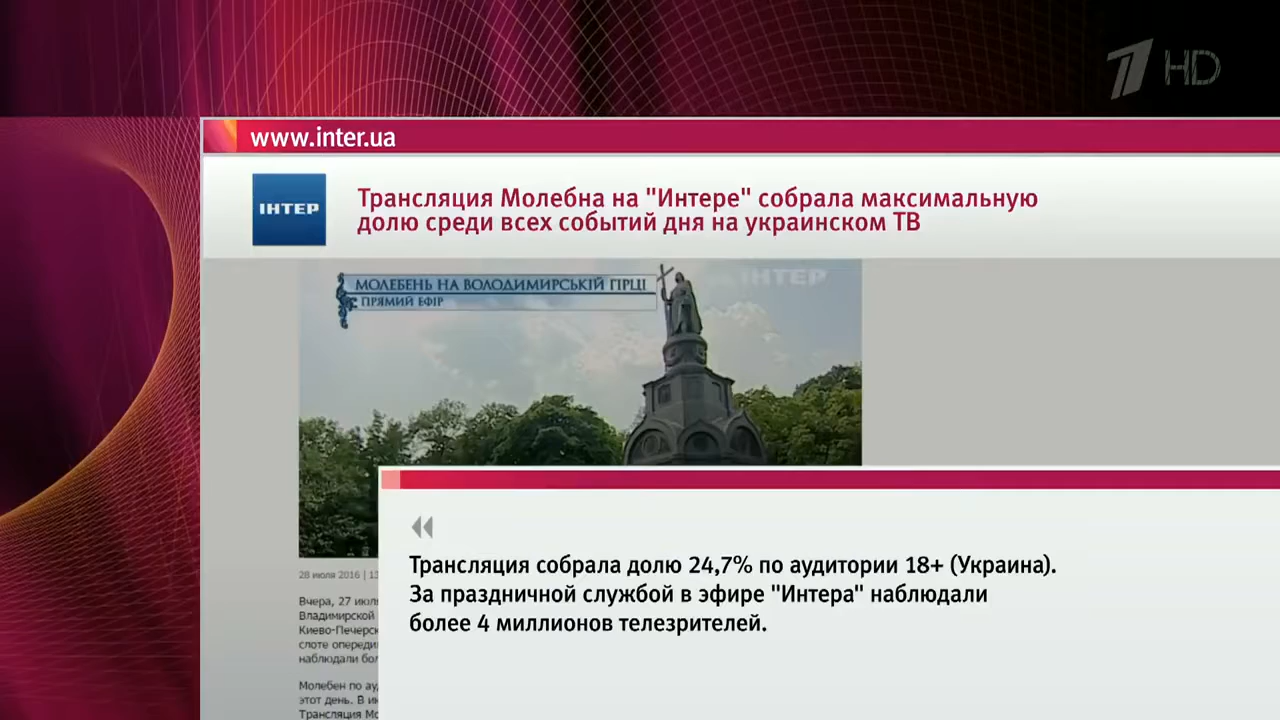 HD
www.inter.ua
ІНТЕР
Трансляция Молебна на "Интере" собрала максимальную
долю среди всех событий дня на украинском ТВ
ІНТЕР
МОЛЕБЕНЬ НА ВОЛОДИМИРСЬКІЙ ГІРЦІ
ПРЯМИЙ ЕФІР
Трансляция собрала долю 24,7% по аудитории 18+ (Украина).
За праздничной службой в эфире "Интера" наблюдали
более 4 миллионов телезрителей.
28 июля 2016 | 13
Вчера, 27 июля
Владимирской
Киево-Печерск
слоте опереди
наблюдали бол
Молебен по ау
этот день. В
Трансляция Мо